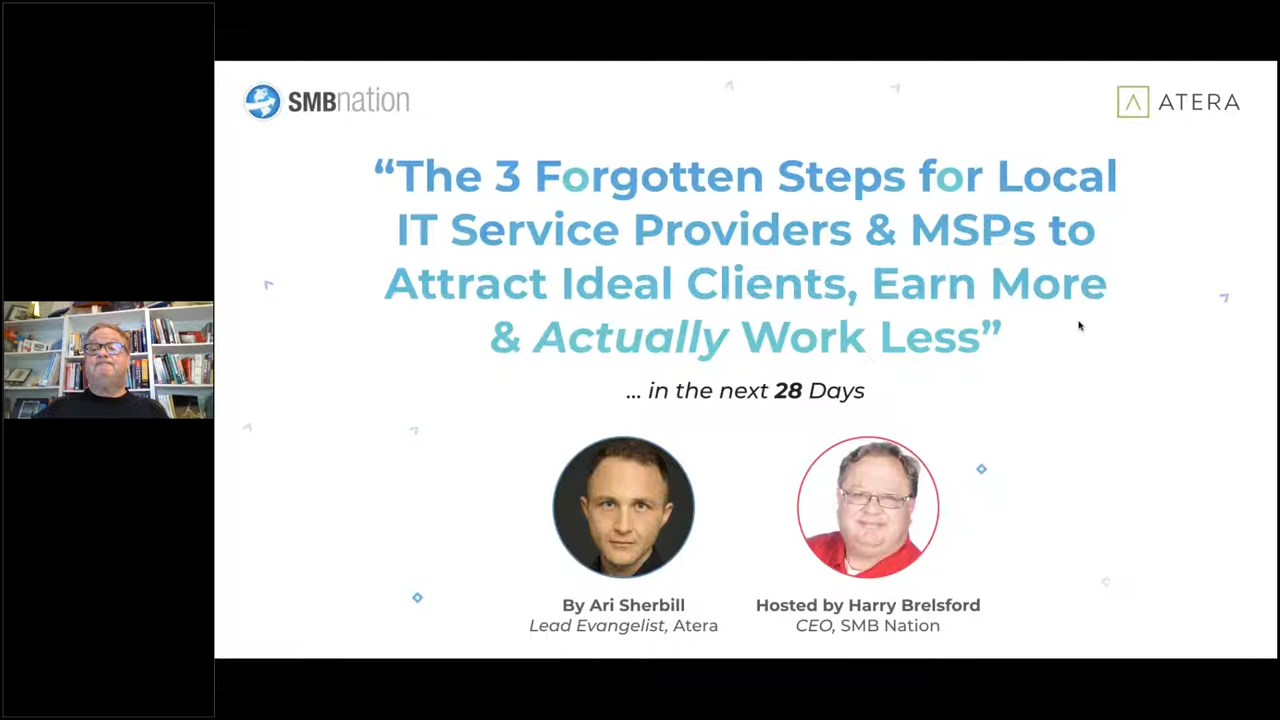 SMBnation
ATERA
“The 3 Forgotten Steps for Local
IT Service Providers & MSPs to
Attract Ideal Clients, Earn More
& Actually Work Less”
... in the next 28 Days
By Ari Sherbill
Lead Evangelist, Atera
Hosted by Harry Brelsford
CEO, SMB Nation